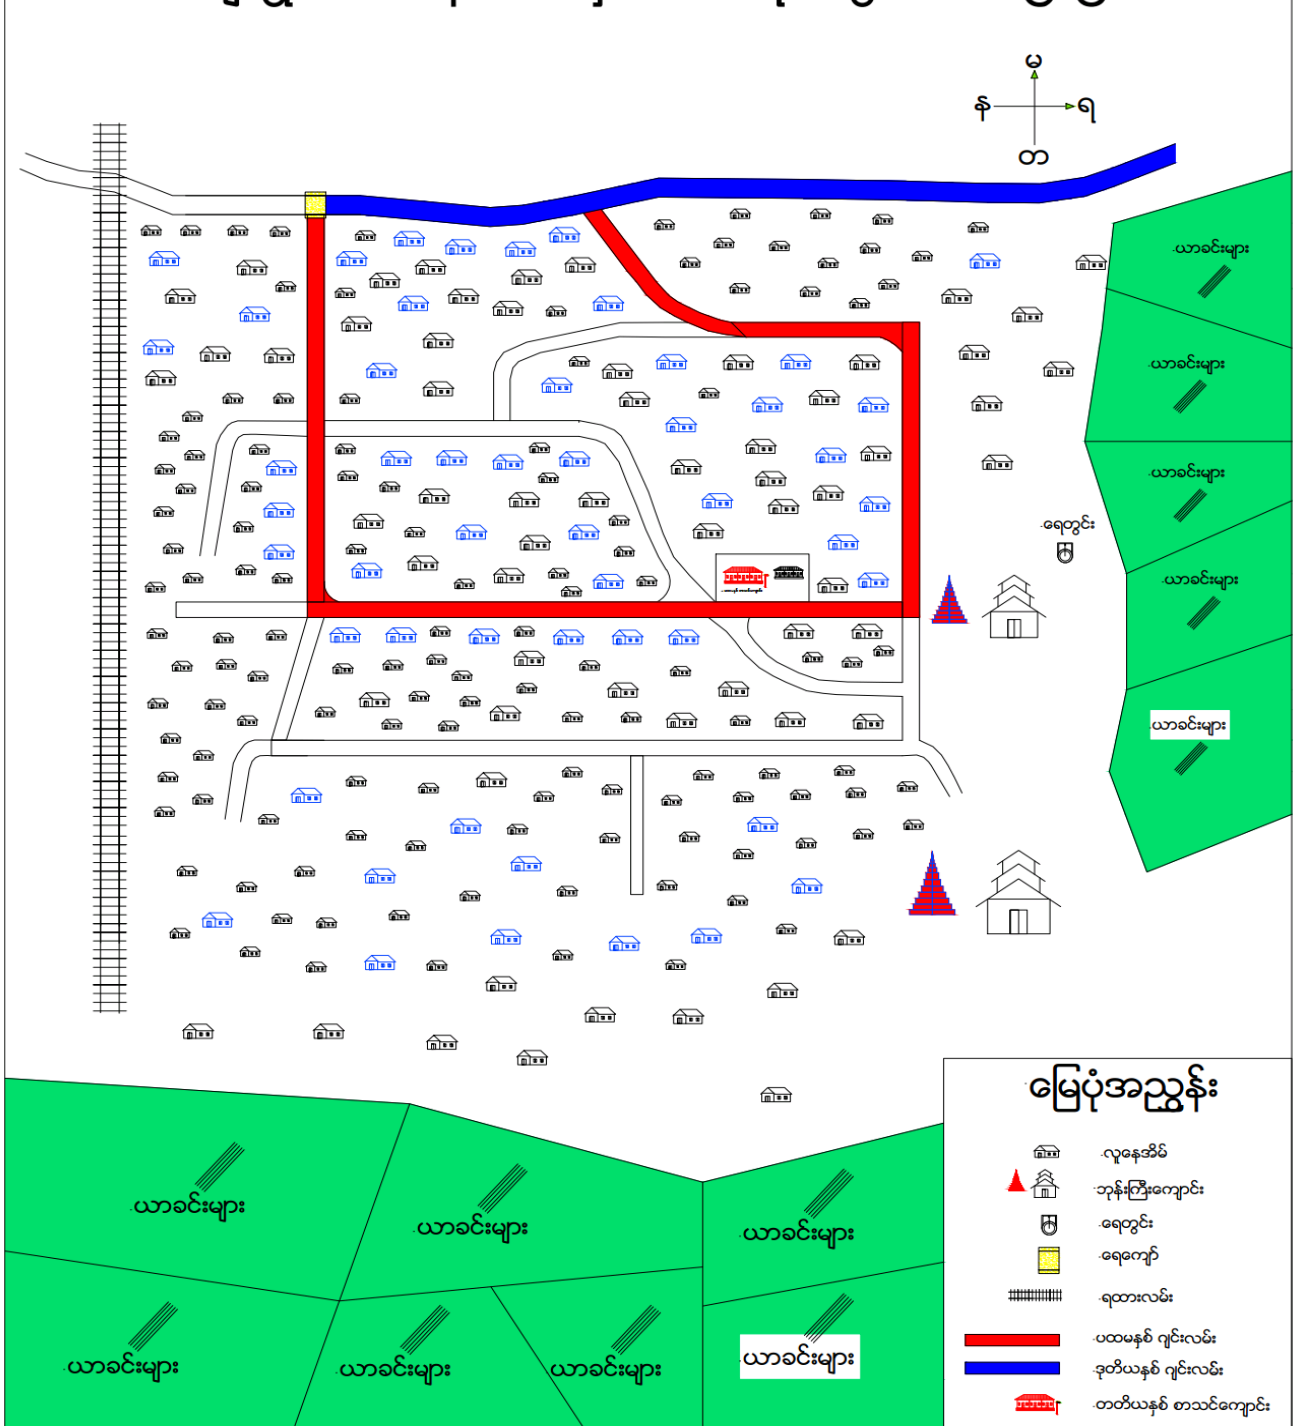 မ
န ရ
တ
ယာခင်းများ
ယာခင်းများ
ယာခင်းများ
ရေတွင်း
ယာခင်းများ
ယာခင်းများ
မြေပုံအညွှန်း
လူနေအိမ်
ဘုန်းကြီးကျောင်း
ရေတွင်း
ရေကျော်
ရထားလမ်း
ပထမနှစ် ဂျင်းလမ်း
ဒုတိယနှစ် ဂျင်းလမ်း
တတိယနှစ် စာသင်ကျောင်း
ယာခင်းများ
ယာခင်းများ
ယာခင်းများ
ယာခင်းများ
ယာခင်းများ
ယာခင်းများ
ယာခင်းများ